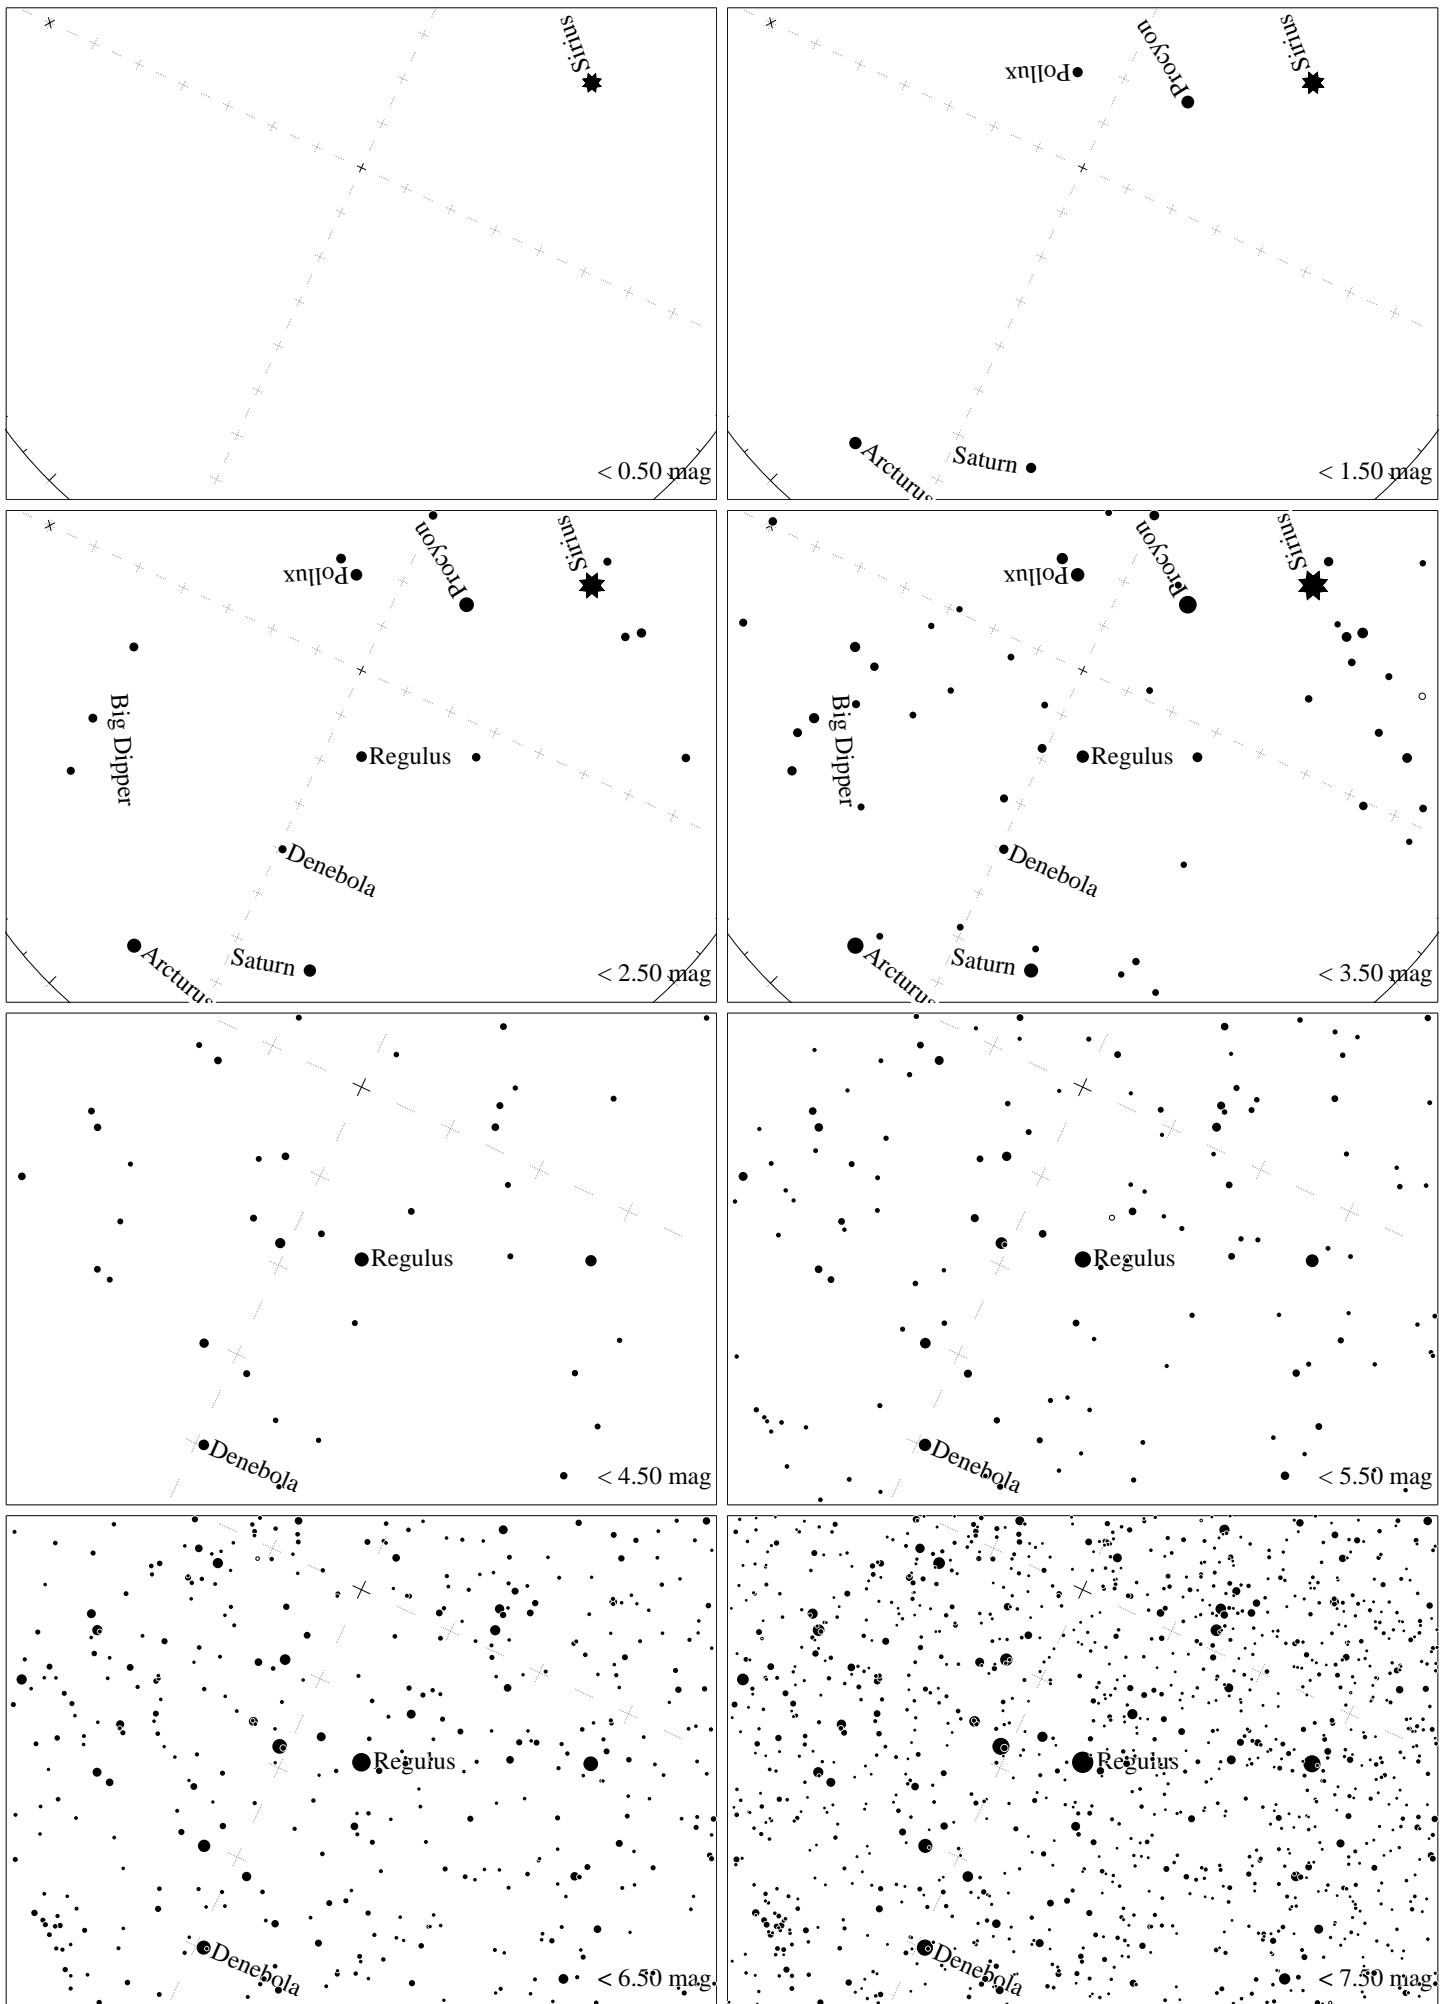 Sirius
< 0.50 mag
Pollux
Procyon
Sirius
Arcturus
Saturn
< 1.50 mag
Pollux
Procyon
Sirius
Big Dipper
Regulus
Denebola
Arcturus
Saturn
< 2.50 mag
Pollux
Procyon
Sirius
Big Dipper
Regulus
Denebola
Arcturus
Saturn
< 3.50 mag
Regulus
Denebola
< 4.50 mag
Regulus
Denebola
< 5.50 mag
Regulus
Denebola
< 6.50 mag
Regulus
Denebola
< 7.50 mag